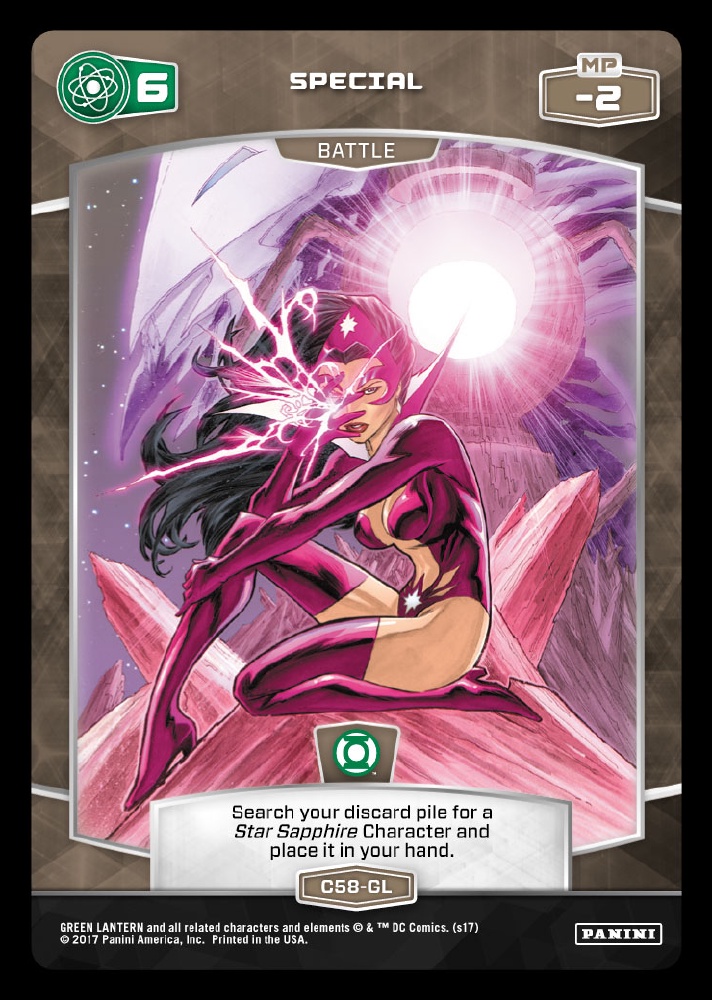 6
SPECIAL
MP
-2
BATTLE
Search your discard pile for a
Star Sapphire Character and
place it in your hand.
C58-GL
GREEN LANTERN and all related characters and elements © & ™ DC Comics. (s17)
© 2017 Panini America, Inc. Printed in the USA.
PANINI